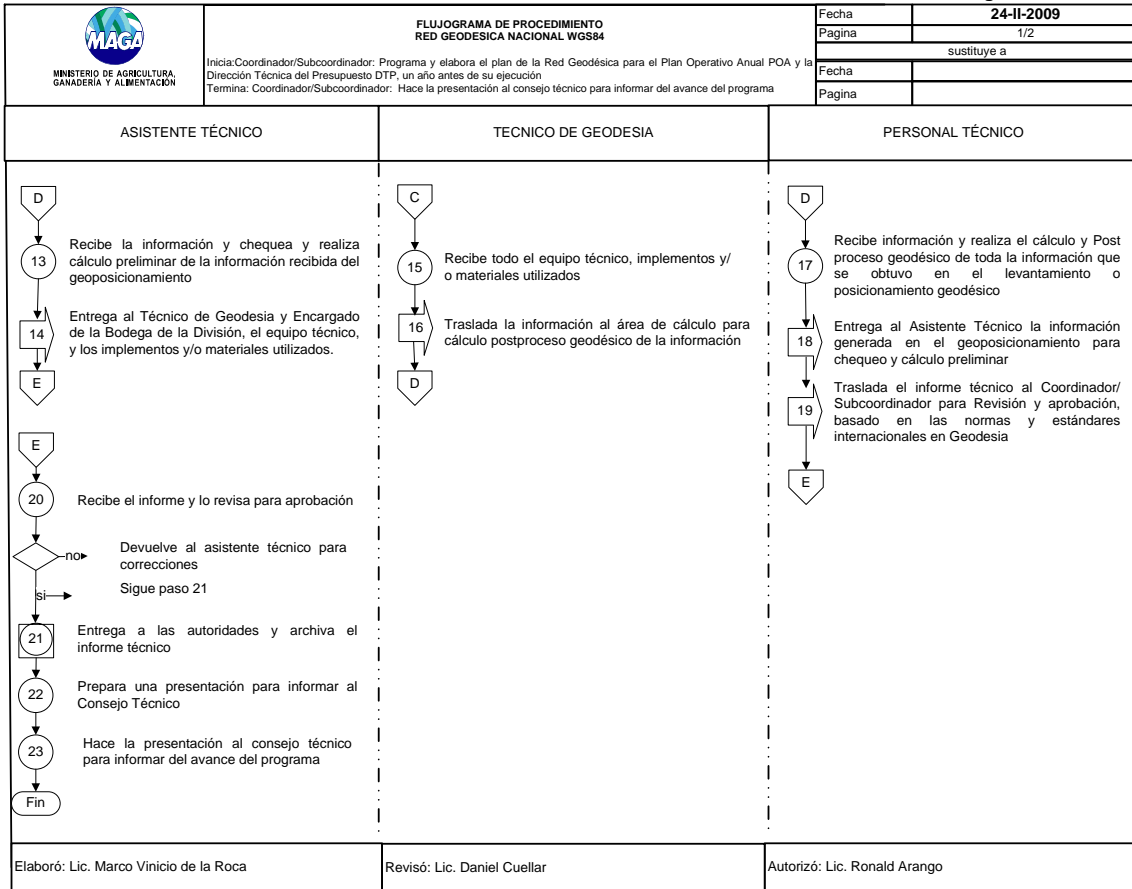 MAGA
MINISTERIO DE AGRICULTURA,
GANADERÍA Y ALIMENTACIÓN
FLUJOGRAMA DE PROCEDIMIENTO
RED GEODESICA NACIONAL WGS84
Inicia:Coordinador/Subcoordinador: Programa y elabora el plan de la Red Geodésica para el Plan Operativo Anual POA y la
Dirección Técnica del Presupuesto DTP, un año antes de su ejecución
Termina: Coordinador/Subcoordinador: Hace la presentación al consejo técnico para informar del avance del programa
Fecha 24-II-2009
Pagina 1/2
sustituye a
Fecha
Pagina
ASISTENTE TÉCNICO
D
13
Recibe la información y chequea y realiza
cálculo preliminar de la información recibida del
geoposicionamiento
14
Entrega al Técnico de Geodesia y Encargado
de la Bodega de la División, el equipo técnico,
y los implementos y/o materiales utilizados.
E
E
20
Recibe el informe y lo revisa para aprobación
no
Devuelve al asistente técnico para
correcciones
si
Sigue paso 21
21
Entrega a las autoridades y archiva el
informe técnico
22
Prepara una presentación para informar al
Consejo Técnico
23
Hace la presentación al consejo técnico
para informar del avance del programa
Fin
TECNICO DE GEODESIA
C
15
Recibe todo el equipo técnico, implementos y/
o materiales utilizados
16
Traslada la información al área de cálculo para
cálculo postproceso geodésico de la información
D
PERSONAL TÉCNICO
D
17
Recibe información y realiza el cálculo y Post
proceso geodésico de toda la información que
se obtuvo en el levantamiento o
posicionamiento geodésico
18
Entrega al Asistente Técnico la información
generada en el geoposicionamiento para
chequeo y cálculo preliminar
19
Traslada el informe técnico al Coordinador/
Subcoordinador para Revisión y aprobación,
basado en las normas y estándares
internacionales en Geodesia
E
Elaboró: Lic. Marco Vinicio de la Roca
Revisó: Lic. Daniel Cuellar
Autorizó: Lic. Ronald Arango